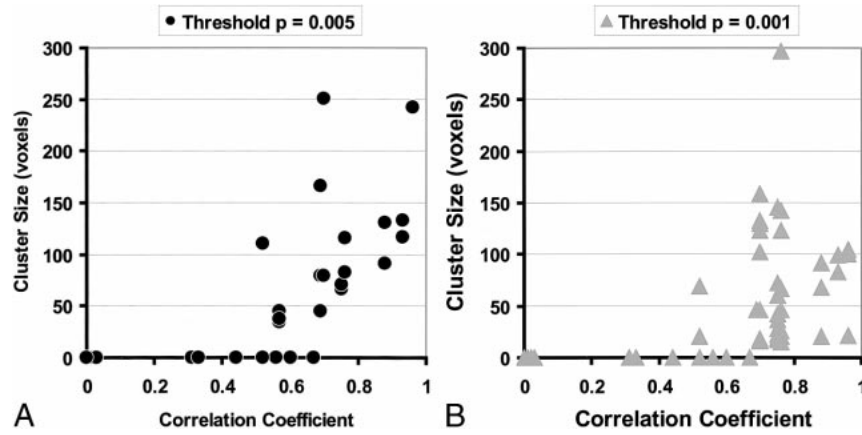 Threshold p = 0.005
300
250
200
150
100
50
0
Cluster Size (voxels)
0 0.2 0.4 0.6 0.8 1
Correlation Coefficient
A
Threshold p = 0.001
300
250
200
150
100
50
0
Cluster Size (voxels)
0 0.2 0.4 0.6 0.8 1
Correlation Coefficient
B